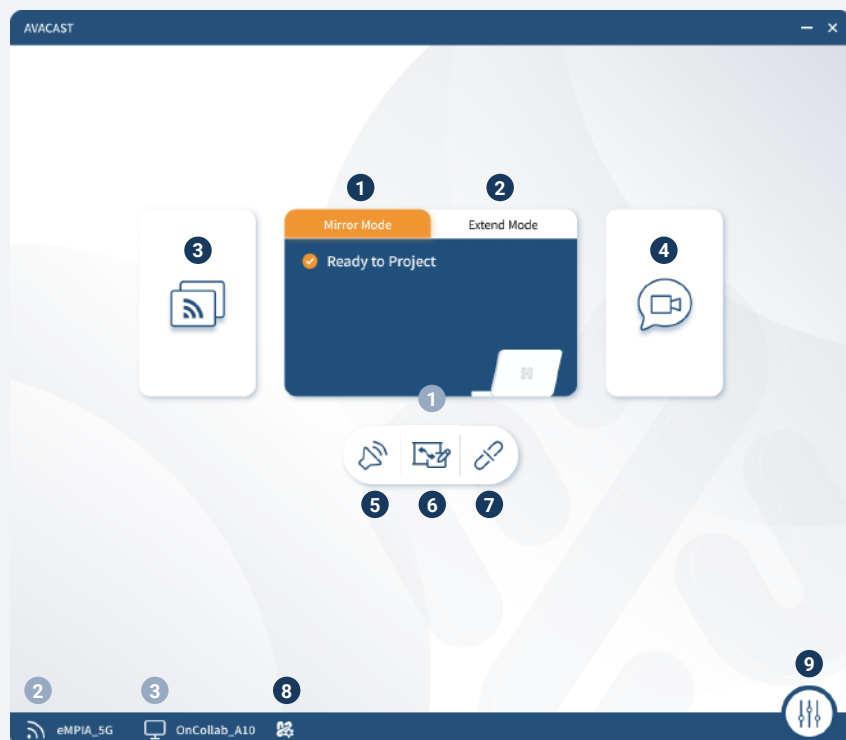 AVACAST
1
2
Mirror Mode
Extend Mode
3
4
Ready to Project
1
5
6
7
2
3
8
9
eMPIA_5G
OnCollab_A10